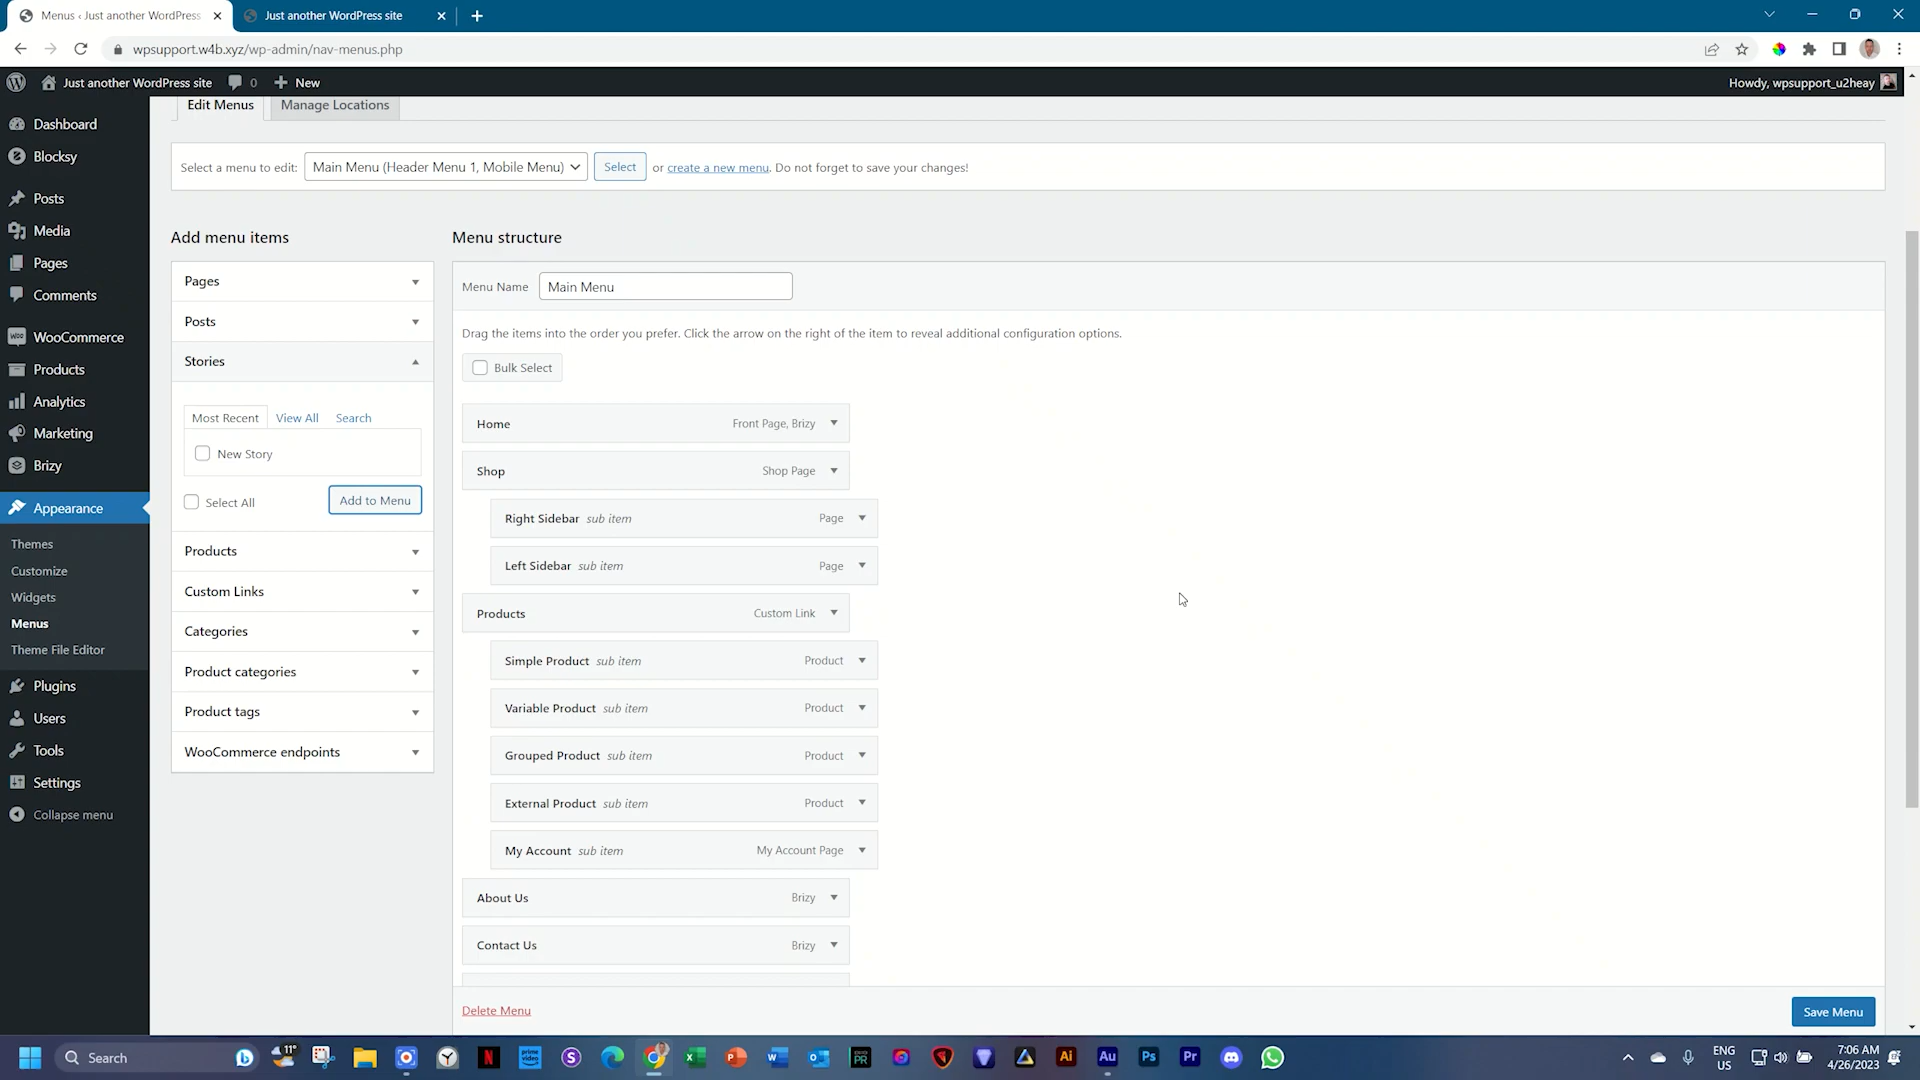 Menus ‹ Just another WordPress
Just another WordPress site
wpsupport.w4b.xyz/wp-admin/nav-menus.php
Just another WordPress site
0
New
Howdy, wpsupport_u2heay
Dashboard
Blocksy
Posts
Media
Pages
Comments
WooCommerce
Products
Analytics
Marketing
Brizy
Appearance
Themes
Customize
Widgets
Menus
Theme File Editor
Plugins
Users
Tools
Settings
Collapse menu
Edit Menus
Manage Locations
Select a menu to edit: Main Menu (Header Menu 1, Mobile Menu) Select or create a new menu. Do not forget to save your changes!
Add menu items
Pages
Posts
Stories
Most Recent View All Search
New Story
Select All
Add to Menu
Products
Custom Links
Categories
Product categories
Product tags
WooCommerce endpoints
Menu structure
Menu Name Main Menu
Drag the items into the order you prefer. Click the arrow on the right of the item to reveal additional configuration options.
Bulk Select
Home Front Page, Brizy
Shop Shop Page
Right Sidebar sub item Page
Left Sidebar sub item Page
Products Custom Link
Simple Product sub item Product
Variable Product sub item Product
Grouped Product sub item Product
External Product sub item Product
My Account sub item My Account Page
About Us Brizy
Contact Us Brizy
Delete Menu
Save Menu
Search
11°
ENG
US
7:06 AM
4/26/2023